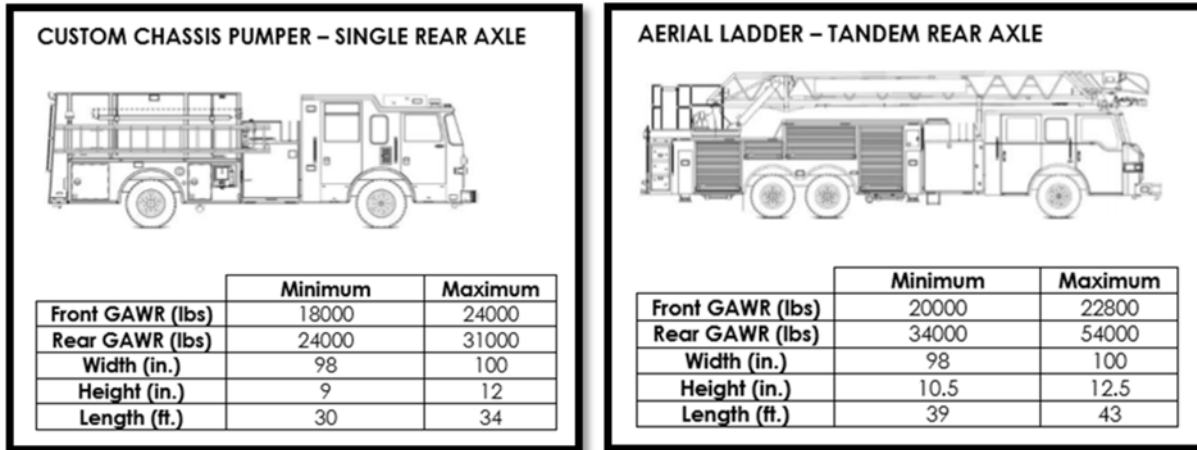 CUSTOM CHASSIS PUMPER – SINGLE REAR AXLE
Minimum Maximum
Front GAWR (lbs) 18000 24000
Rear GAWR (lbs) 24000 31000
Width (in.) 98 100
Height (in.) 9 12
Length (ft.) 30 34
AERIAL LADDER – TANDEM REAR AXLE
Minimum Maximum
Front GAWR (lbs) 20000 22800
Rear GAWR (lbs) 34000 54000
Width (in.) 98 100
Height (in.) 10.5 12.5
Length (ft.) 39 43